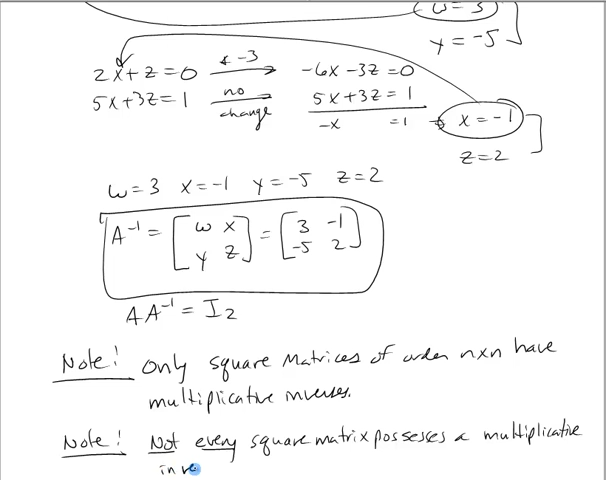 w = 3
y = -5
2x + z = 0 * -3 -6x - 3z = 0
5x + 3z = 1 no change 5x + 3z = 1
-x = 1 → x = -1
z = 2
w = 3 x = -1 y = -5 z = 2
A⁻¹ = [w x] = [3 -1]
[y z] [-5 2]
AA⁻¹ = I₂
Note! Only square Matrices of order nxn have
multiplicative inverses.
Note! Not every square matrix possesses a multiplicative
inve